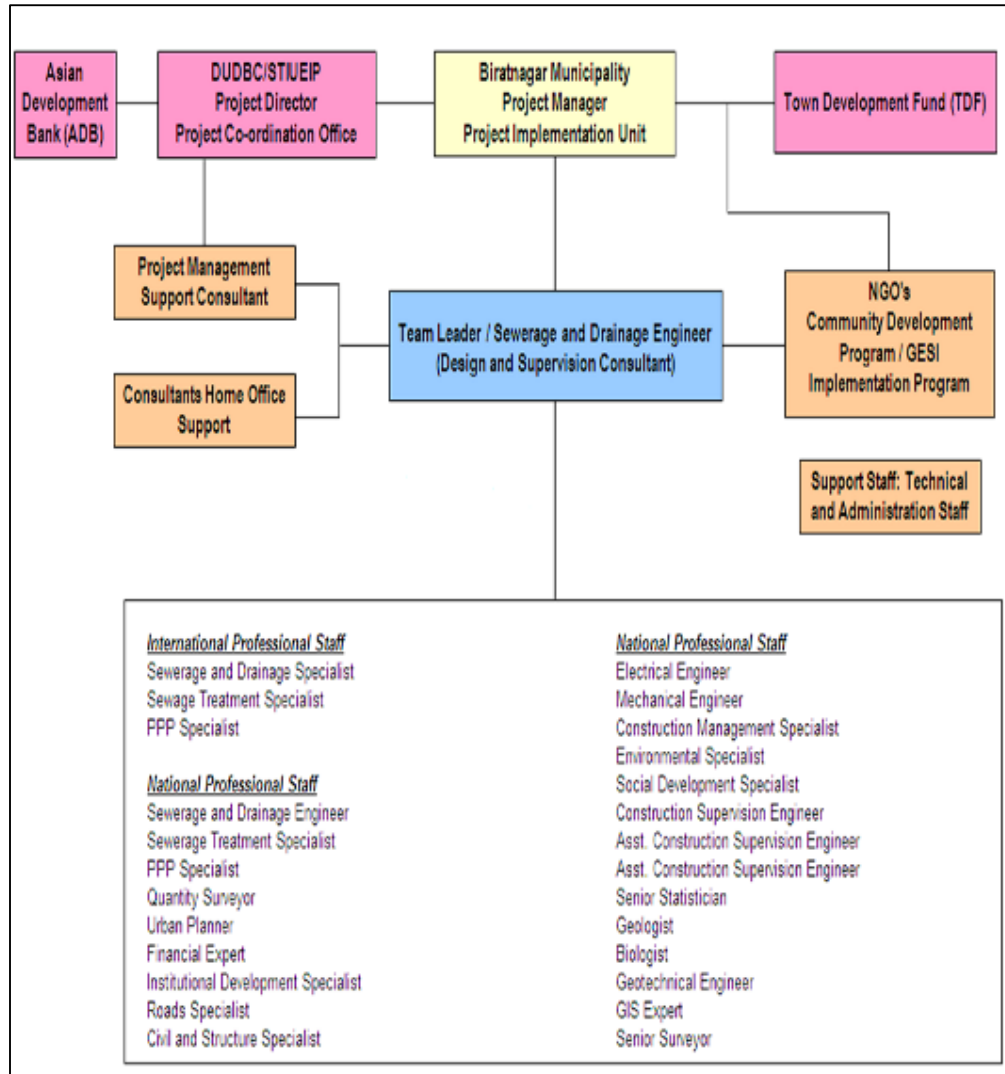 Asian
Development
Bank (ADB)
DUDBC/STIUEIP
Project Director
Project Co-ordination Office
Biratnagar Municipality
Project Manager
Project Implementation Unit
Town Development Fund (TDF)
Project Management
Support Consultant
Consultants Home Office
Support
Team Leader / Sewerage and Drainage Engineer
(Design and Supervision Consultant)
NGO's
Community Development
Program / GESI
Implementation Program
Support Staff: Technical
and Administration Staff
International Professional Staff
Sewerage and Drainage Specialist
Sewage Treatment Specialist
PPP Specialist
National Professional Staff
Sewerage and Drainage Engineer
Sewerage Treatment Specialist
PPP Specialist
Quantity Surveyor
Urban Planner
Financial Expert
Institutional Development Specialist
Roads Specialist
Civil and Structure Specialist
National Professional Staff
Electrical Engineer
Mechanical Engineer
Construction Management Specialist
Environmental Specialist
Social Development Specialist
Construction Supervision Engineer
Asst. Construction Supervision Engineer
Asst. Construction Supervision Engineer
Senior Statistician
Geologist
Biologist
Geotechnical Engineer
GIS Expert
Senior Surveyor